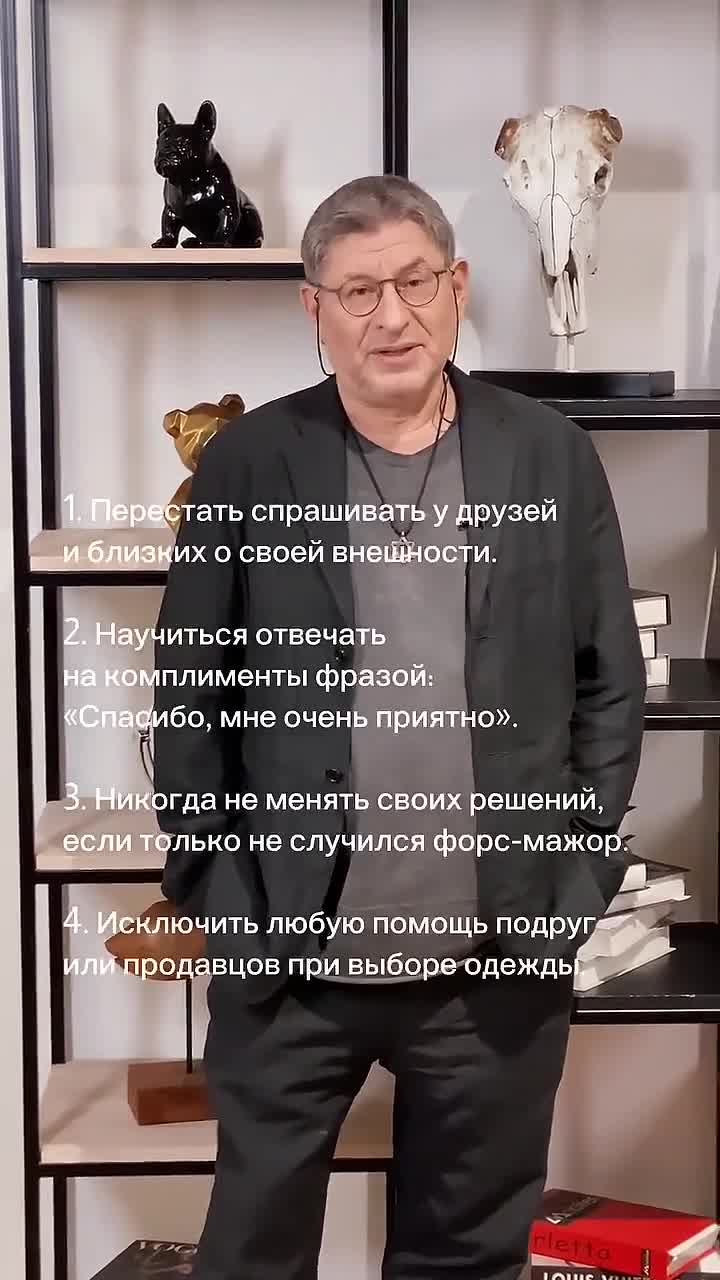 1. Перестать спрашивать у друзей
и близких о своей внешности.
2. Научиться отвечать
на комплименты фразой:
«Спасибо, мне очень приятно».
3. Никогда не менять своих решений,
если только не случился форс-мажор.
4. Исключить любую помощь подруг
или продавцов при выборе одежды.
VOGUE
rletta